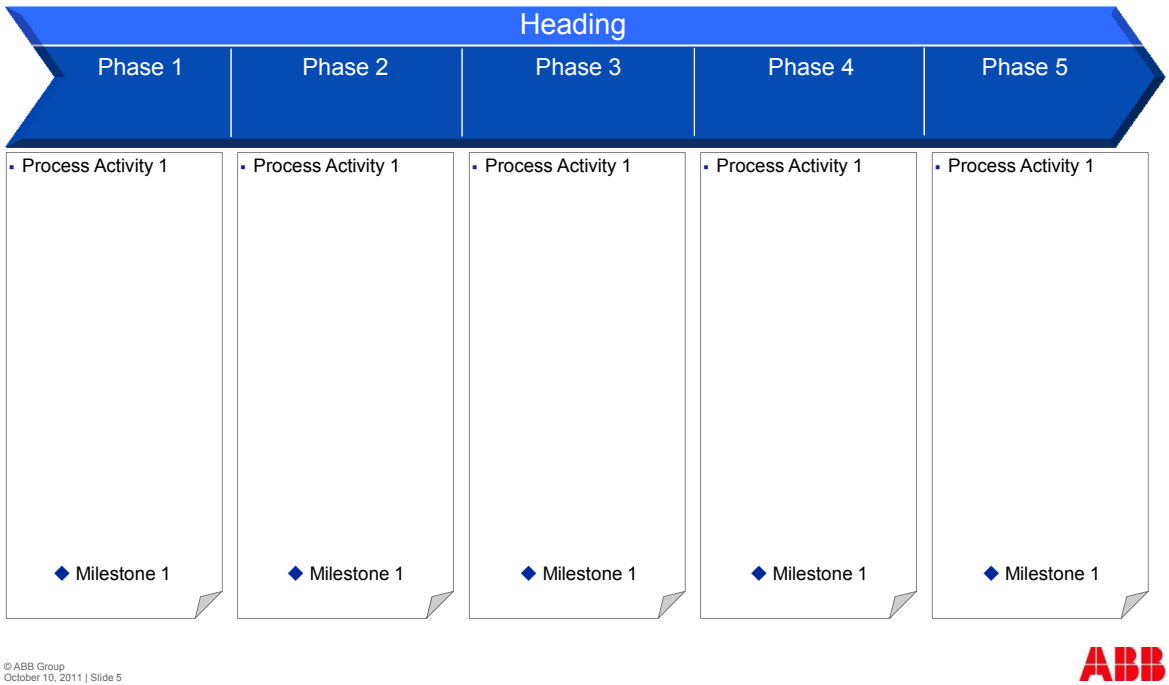 Heading
Phase 1
Phase 2
Phase 3
Phase 4
Phase 5
▪ Process Activity 1
▪ Process Activity 1
▪ Process Activity 1
▪ Process Activity 1
▪ Process Activity 1
◆ Milestone 1
◆ Milestone 1
◆ Milestone 1
◆ Milestone 1
◆ Milestone 1
© ABB Group
October 10, 2011 | Slide 5
ABB